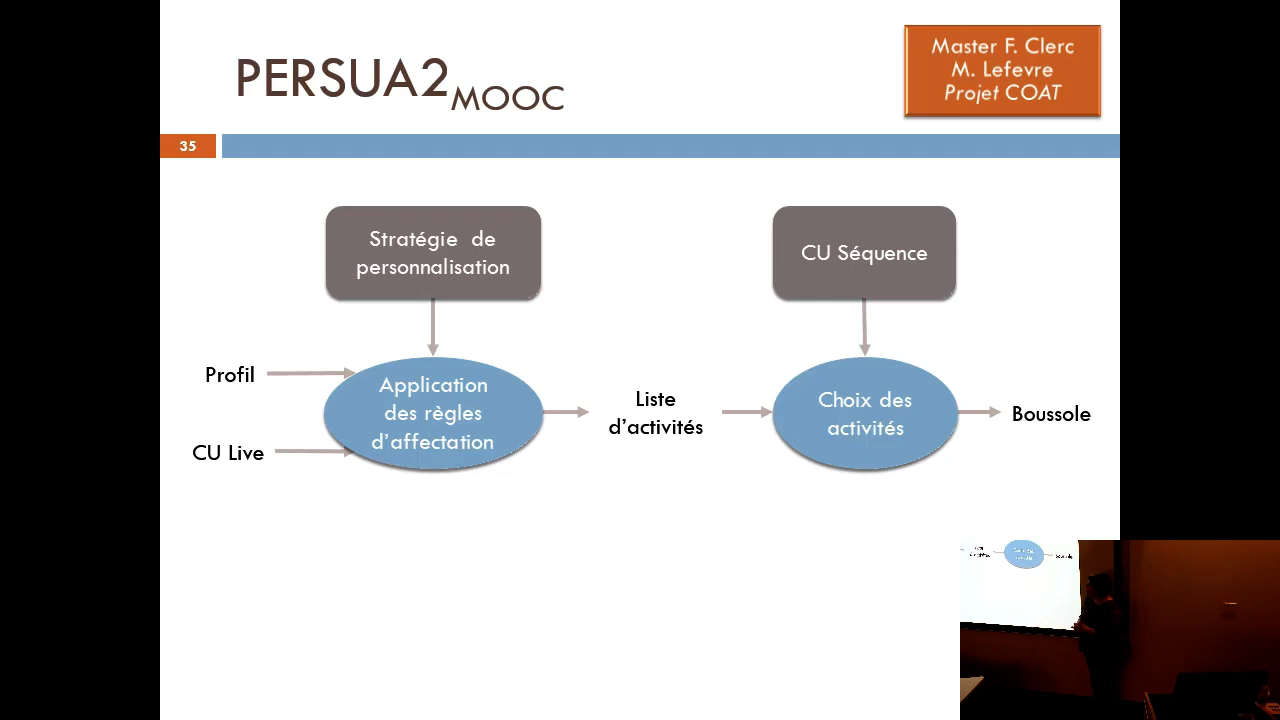 PERSUA2MOOC
Master F. Clerc
M. Lefevre
Projet COAT
35
Stratégie de
personnalisation
CU Séquence
Profil
CU Live
Application
des règles
d'affectation
Liste
d'activités
Choix des
activités
Boussole